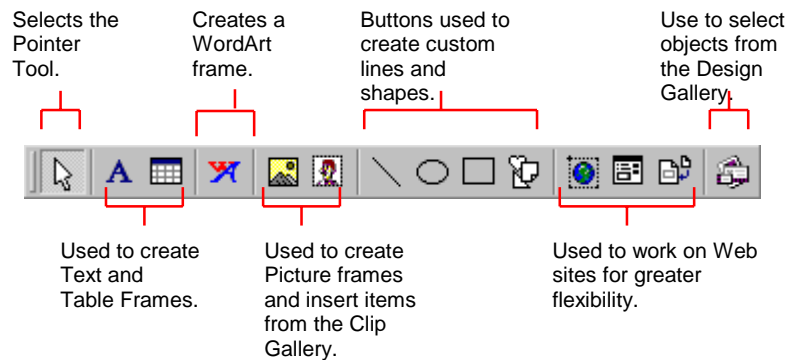 Selects the
Pointer
Tool.
Creates a
WordArt
frame.
Buttons used to
create custom
lines and
shapes.
Use to select
objects from
the Design
Gallery.
A
WA
Used to create
Text and
Table Frames.
Used to create
Picture frames
and insert items
from the Clip
Gallery.
Used to work on Web
sites for greater
flexibility.